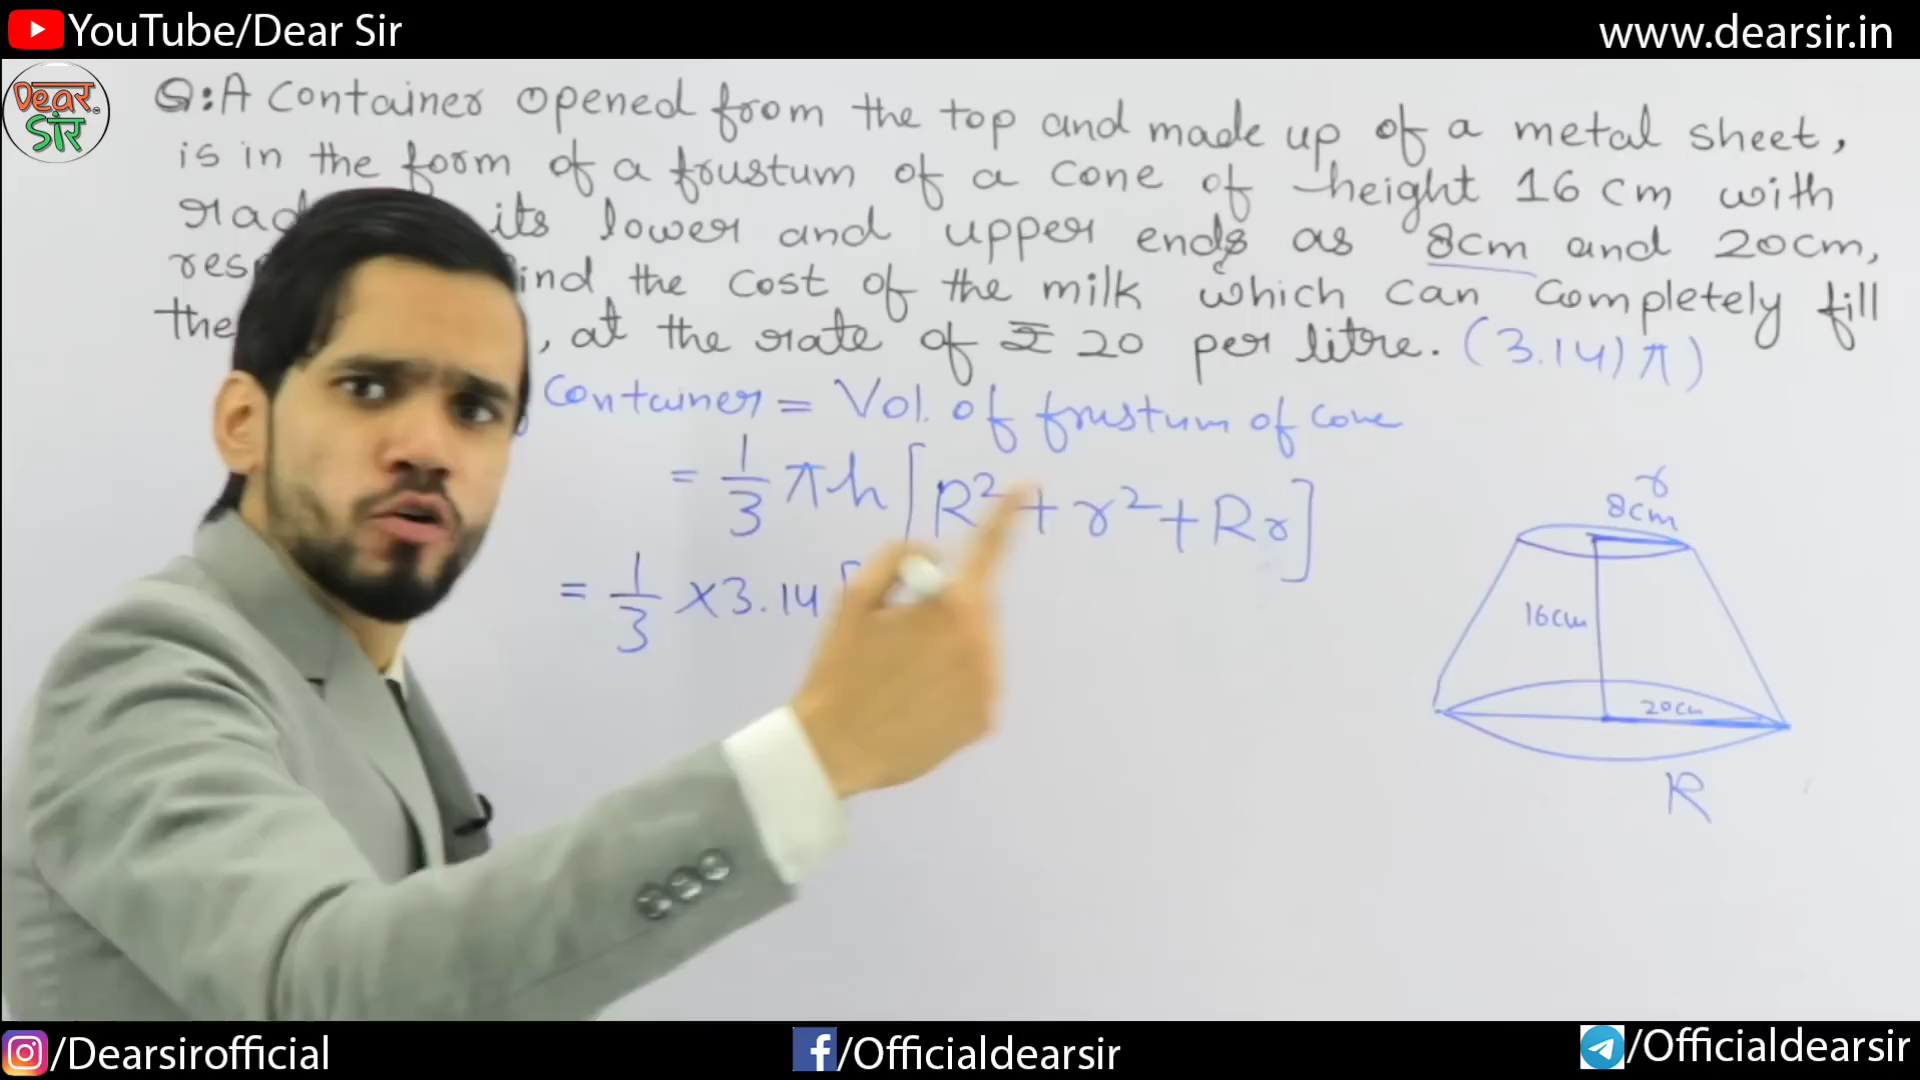 YouTube/Dear Sir
www.dearsir.in
Dear
सर
Q:A Container opened from the top and made up of a metal sheet,
is in the form of a frustum of a cone of height 16 cm with
its lower and upper ends as 8cm and 20cm,
the cost of the milk which can completely fill
the , at the rate of ₹ 20 per litre. (3.14) π)
Container = Vol. of frustum of cone
= 1/3 πh [R²+r²+Rr]
= 1/3 ×3.14 [
r
8cm
16cm
20cm
R
/Dearsirofficial
/Officialdearsir
/Officialdearsir